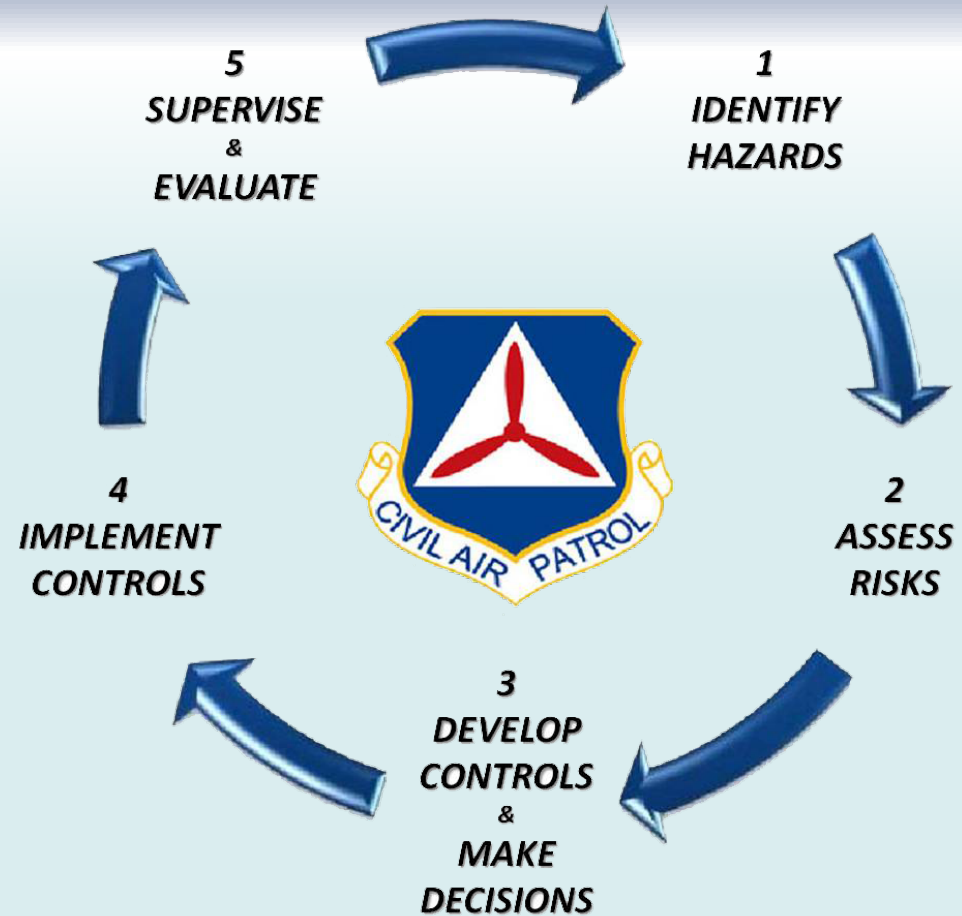 1
IDENTIFY
HAZARDS
2
ASSESS
RISKS
3
DEVELOP
CONTROLS
&
MAKE
DECISIONS
4
IMPLEMENT
CONTROLS
5
SUPERVISE
&
EVALUATE
CIVIL AIR PATROL